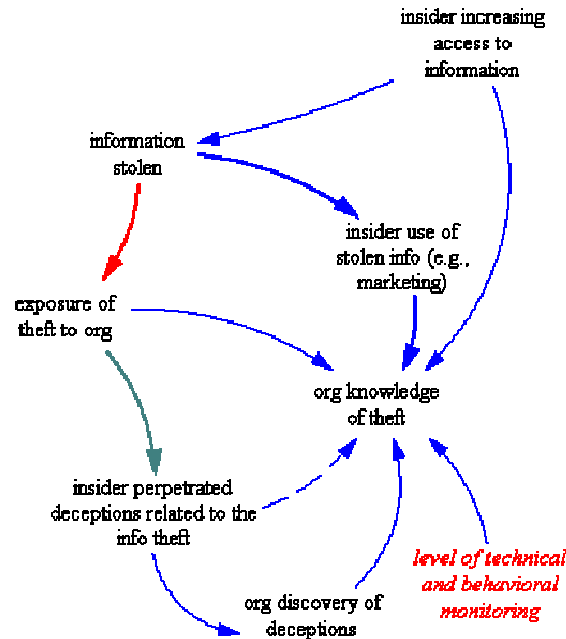 insider increasing
access to
information
information
stolen
insider use of
stolen info (e.g.,
marketing)
exposure of
theft to org
org knowledge
of theft
insider perpetrated
deceptions related to the
info theft
level of technical
and behavioral
monitoring
org discovery of
deceptions